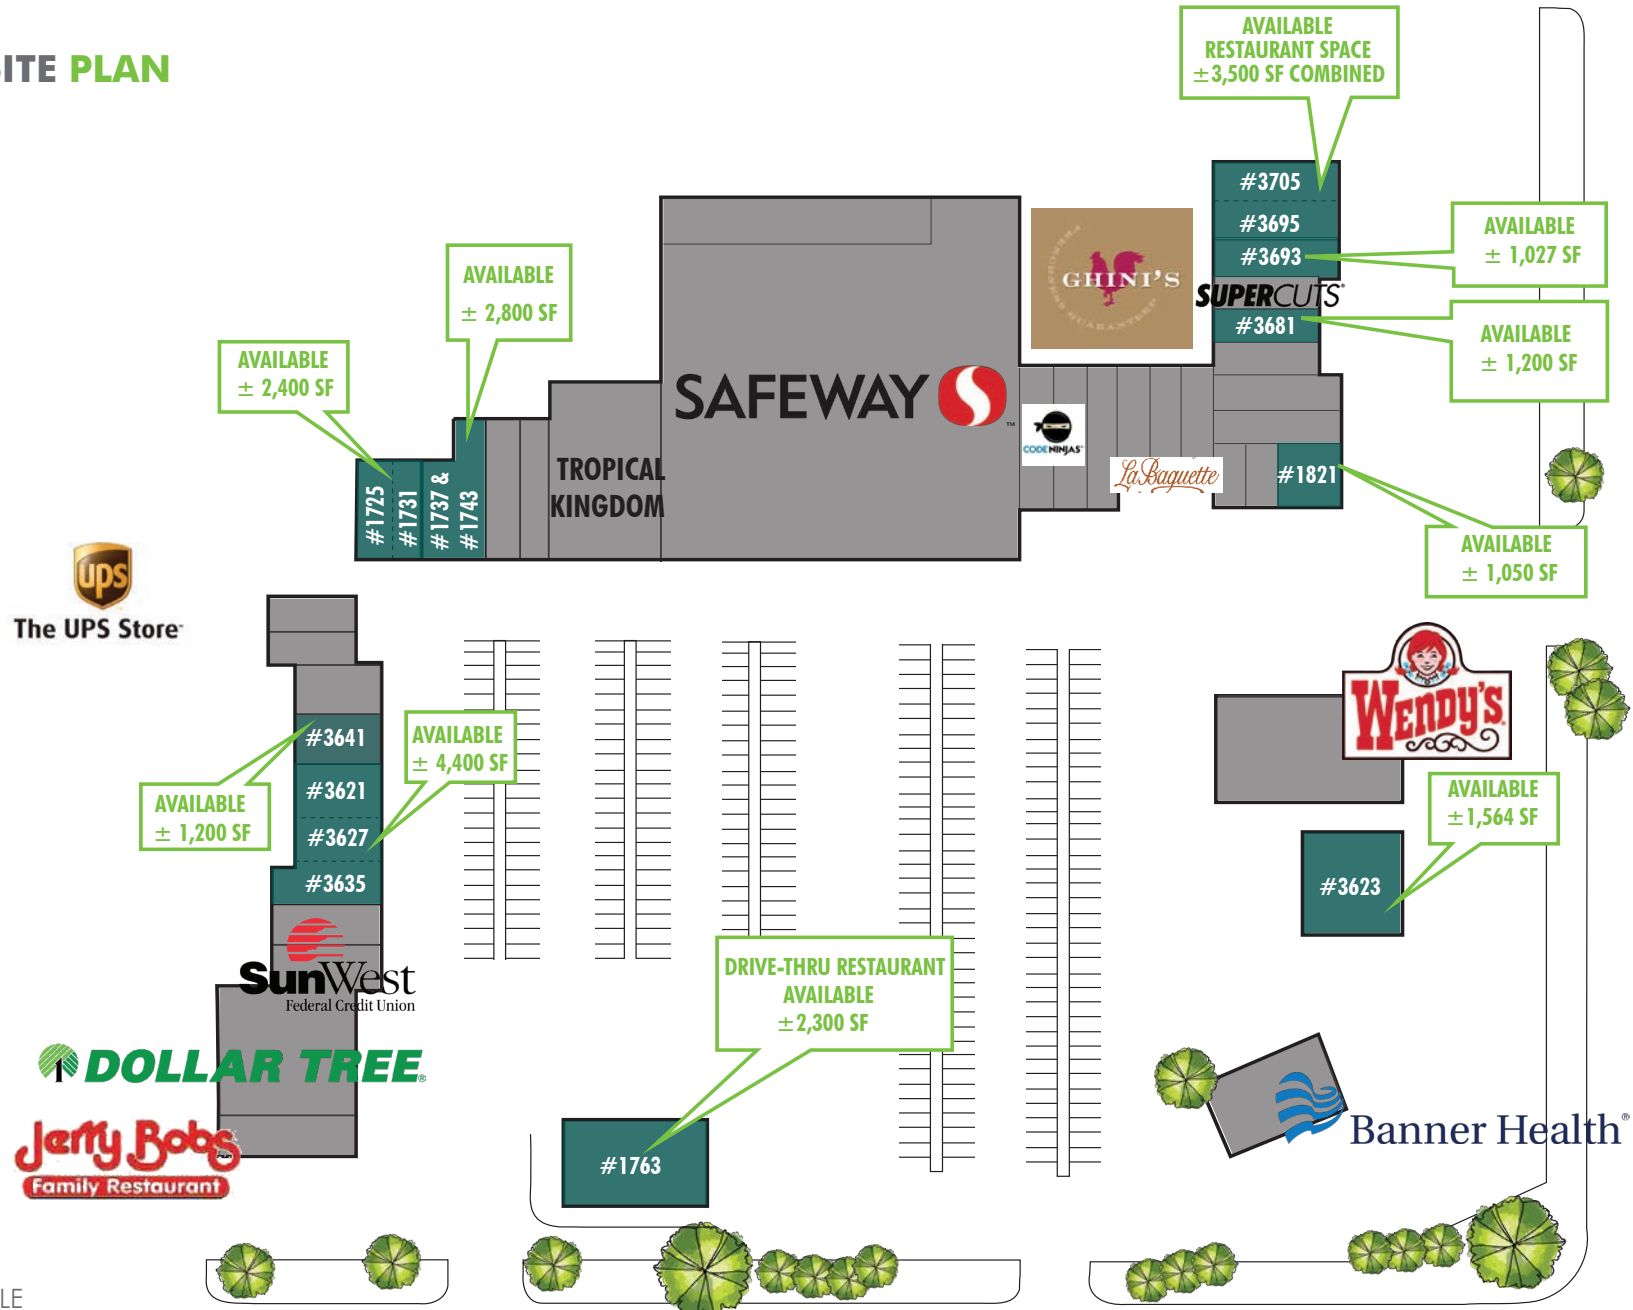 ITE PLAN
AVAILABLE
RESTAURANT SPACE
±3,500 SF COMBINED
#3705
#3695
#3693
AVAILABLE
± 1,027 SF
SUPERCUTS
#3681
AVAILABLE
± 1,200 SF
GHINI'S
AVAILABLE
± 2,800 SF
AVAILABLE
± 2,400 SF
SAFEWAY
TM
CODE NINJAS
La Baguette
#1821
AVAILABLE
± 1,050 SF
TROPICAL
KINGDOM
#1725
#1731
#1737 &
#1743
ups
The UPS Store
WENDY'S
#3641
AVAILABLE
± 4,400 SF
AVAILABLE
± 1,200 SF
#3621
#3627
#3635
AVAILABLE
±1,564 SF
#3623
SunWest
Federal Credit Union
DRIVE-THRU RESTAURANT
AVAILABLE
±2,300 SF
DOLLAR TREE®
#1763
Banner Health®
Jerry Bobs
Family Restaurant
LE